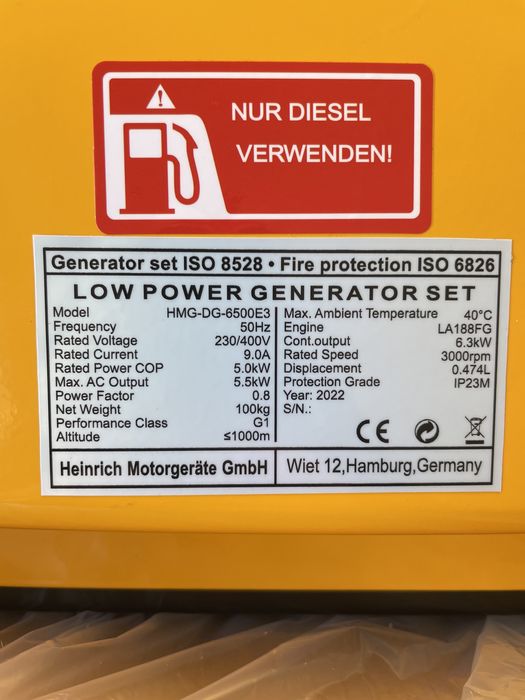 NUR DIESEL
VERWENDEN!
Generator set ISO 8528 • Fire protection ISO 6826
LOW POWER GENERATOR SET
Model HMG-DG-6500E3
Frequency 50Hz
Rated Voltage 230/400V
Rated Current 9.0A
Rated Power COP 5.0kW
Max. AC Output 5.5kW
Power Factor 0.8
Net Weight 100kg
Performance Class G1
Altitude ≤1000m
Max. Ambient Temperature 40°C
Engine LA188FG
Cont.output 6.3kW
Rated Speed 3000rpm
Displacement 0.474L
Protection Grade IP23M
Year: 2022
S/N.:
CE
Heinrich Motorgeräte GmbH
Wiet 12,Hamburg,Germany